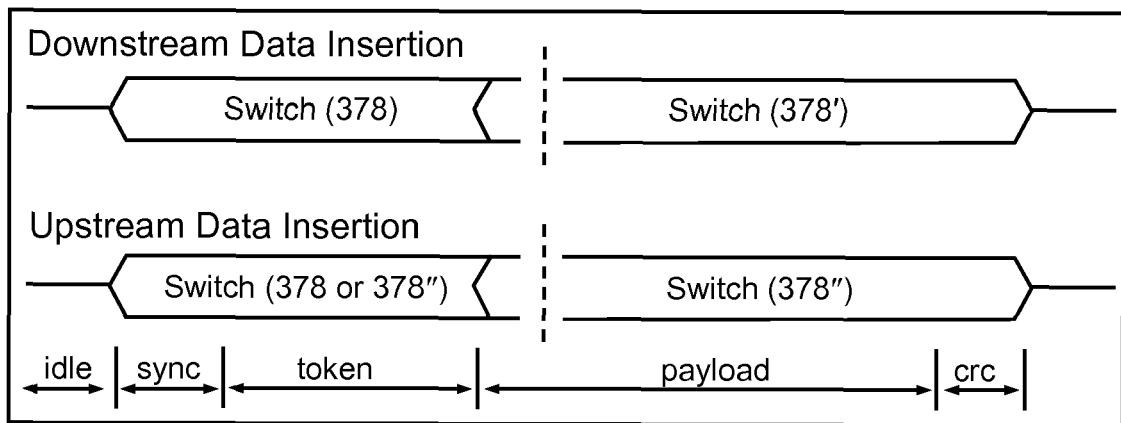 Downstream Data Insertion
Switch (378)
Switch (378′)
Upstream Data Insertion
Switch (378 or 378″)
Switch (378″)
idle
sync
token
payload
crc